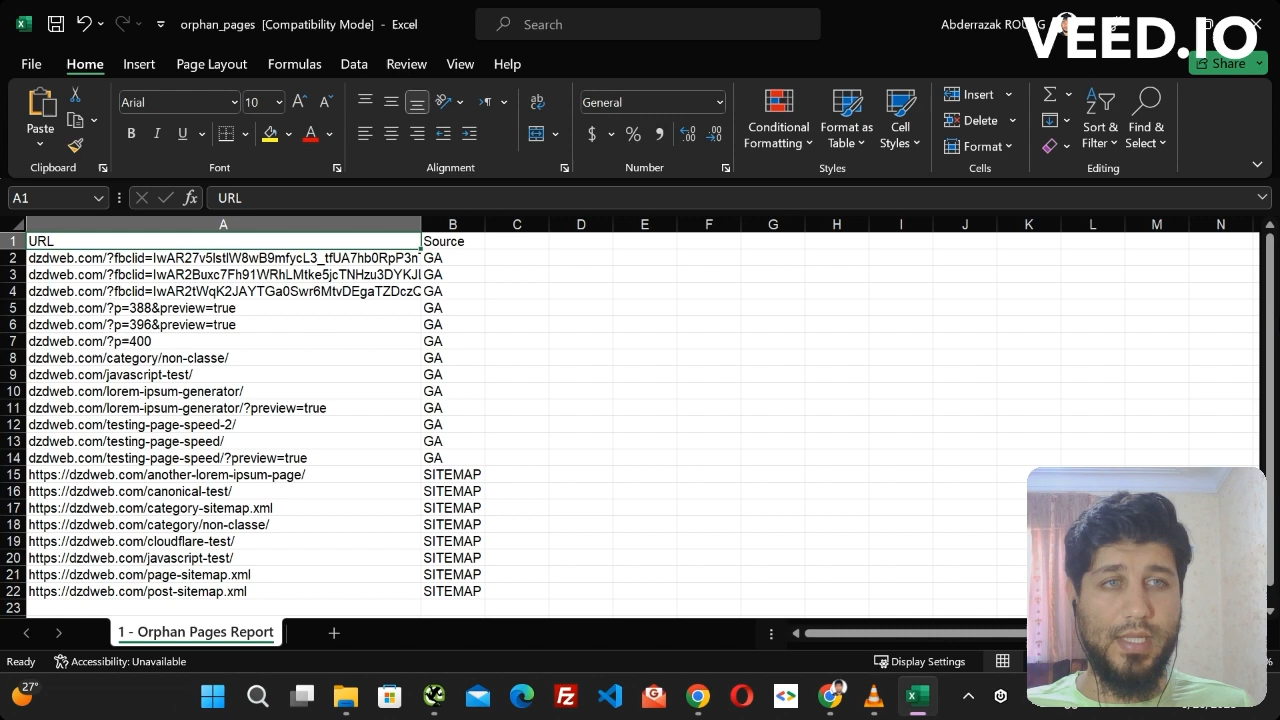 orphan_pages [Compatibility Mode] - Excel
Search
Abderrazak
VEED.IO
File Home Insert Page Layout Formulas Data Review View Help
Share
Paste
Clipboard
Arial 10
B I U
Font
Alignment
General
$ % 9
Number
Conditional Formatting
Format as Table
Cell Styles
Styles
Insert
Delete
Format
Cells
Sort & Filter
Find & Select
Editing
A1 fx URL
A B C D E F G H I J K L M N
1 URL Source
2 dzdweb.com/?fbclid=IwAR27v5lstlW8wB9mfycL3_tfUA7hb0RpP3n GA
3 dzdweb.com/?fbclid=IwAR2Buxc7Fh91WRhLMtke5jcTNHzu3DYKJl GA
4 dzdweb.com/?fbclid=IwAR2tWqK2JAYTGa0Swr6MtvDEgaTZDczC GA
5 dzdweb.com/?p=388&preview=true GA
6 dzdweb.com/?p=396&preview=true GA
7 dzdweb.com/?p=400 GA
8 dzdweb.com/category/non-classe/ GA
9 dzdweb.com/javascript-test/ GA
10 dzdweb.com/lorem-ipsum-generator/ GA
11 dzdweb.com/lorem-ipsum-generator/?preview=true GA
12 dzdweb.com/testing-page-speed-2/ GA
13 dzdweb.com/testing-page-speed/ GA
14 dzdweb.com/testing-page-speed/?preview=true GA
15 https://dzdweb.com/another-lorem-ipsum-page/ SITEMAP
16 https://dzdweb.com/canonical-test/ SITEMAP
17 https://dzdweb.com/category-sitemap.xml SITEMAP
18 https://dzdweb.com/category/non-classe/ SITEMAP
19 https://dzdweb.com/cloudflare-test/ SITEMAP
20 https://dzdweb.com/javascript-test/ SITEMAP
21 https://dzdweb.com/page-sitemap.xml SITEMAP
22 https://dzdweb.com/post-sitemap.xml SITEMAP
23
1 - Orphan Pages Report
Ready Accessibility: Unavailable Display Settings %
27°